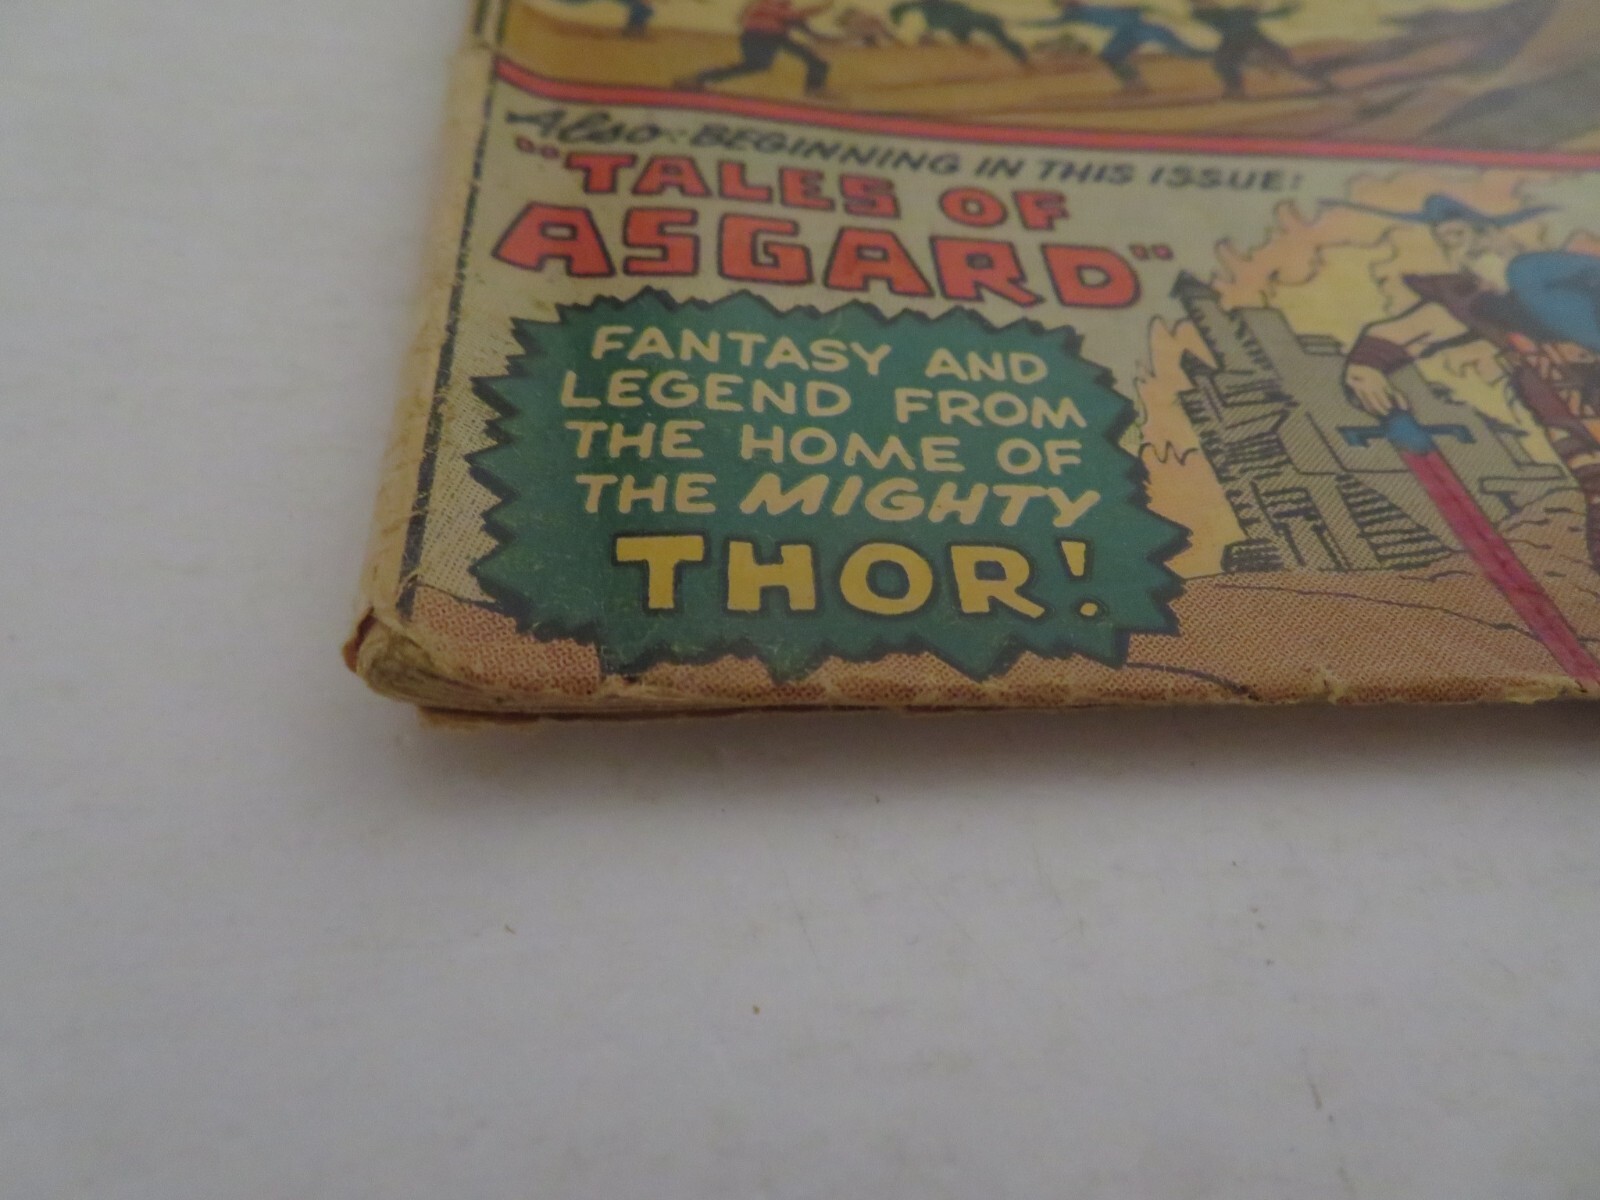 Also: BEGINNING IN THIS ISSUE!
"TALES OF
ASGARD"
FANTASY AND
LEGEND FROM
THE HOME OF
THE MIGHTY
THOR!